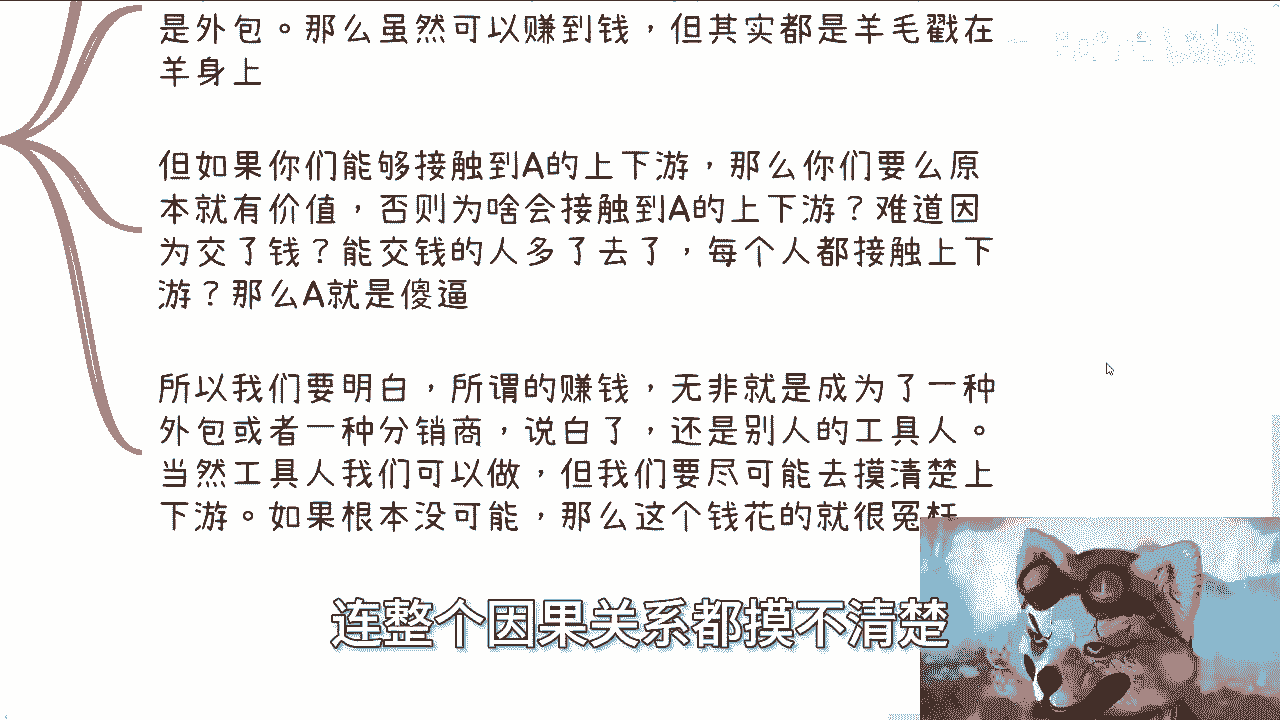 是外包。那么虽然可以赚到钱，但其实都是羊毛戳在
羊身上
但如果你们能够接触到A的上下游，那么你们要么原
本就有价值，否则为啥会接触到A的上下游？难道因
为交了钱？能交钱的人多了去了，每个人都接触上下
游？那么A就是傻逼
所以我们要明白，所谓的赚钱，无非就是成为了一种
外包或者一种分销商，说白了，还是别人的工具人。
当然工具人我们可以做，但我们要尽可能去摸清楚上
下游。如果根本没可能，那么这个钱花的就很冤枉
连整个因果关系都摸不清楚